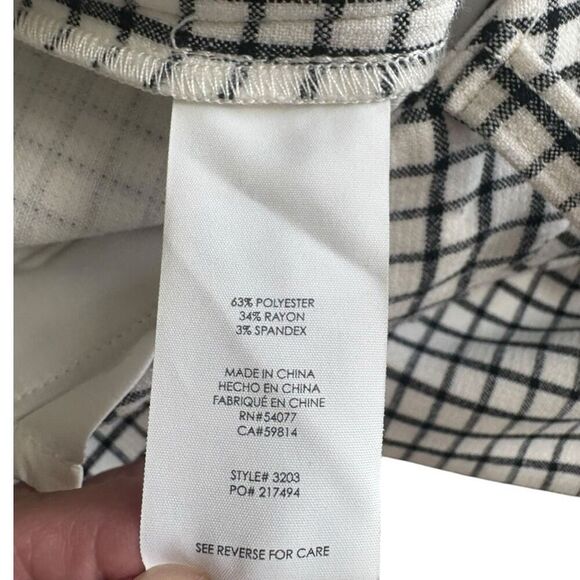 63% POLYESTER
34% RAYON
3% SPANDEX
MADE IN CHINA
HECHO EN CHINA
FABRIQUÉ EN CHINE
RN#54077
CA#59814
STYLE# 3203
PO# 217494
SEE REVERSE FOR CARE